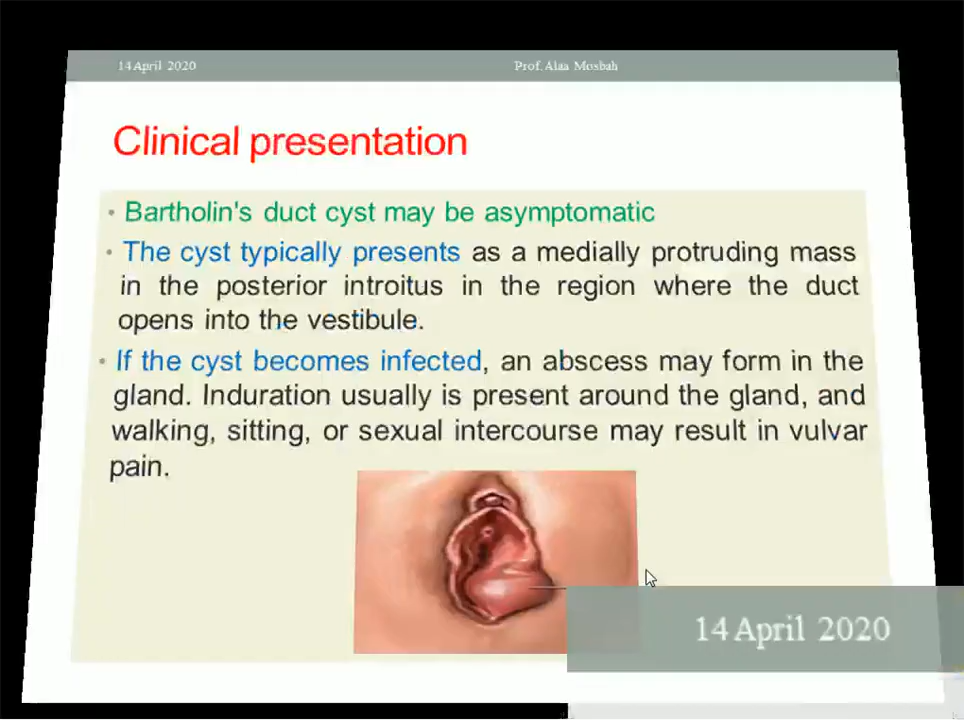 14 April 2020
Prof. Alaa Mosbah
Clinical presentation
• Bartholin's duct cyst may be asymptomatic
• The cyst typically presents as a medially protruding mass
in the posterior introitus in the region where the duct
opens into the vestibule.
• If the cyst becomes infected, an abscess may form in the
gland. Induration usually is present around the gland, and
walking, sitting, or sexual intercourse may result in vulvar
pain.
14 April 2020